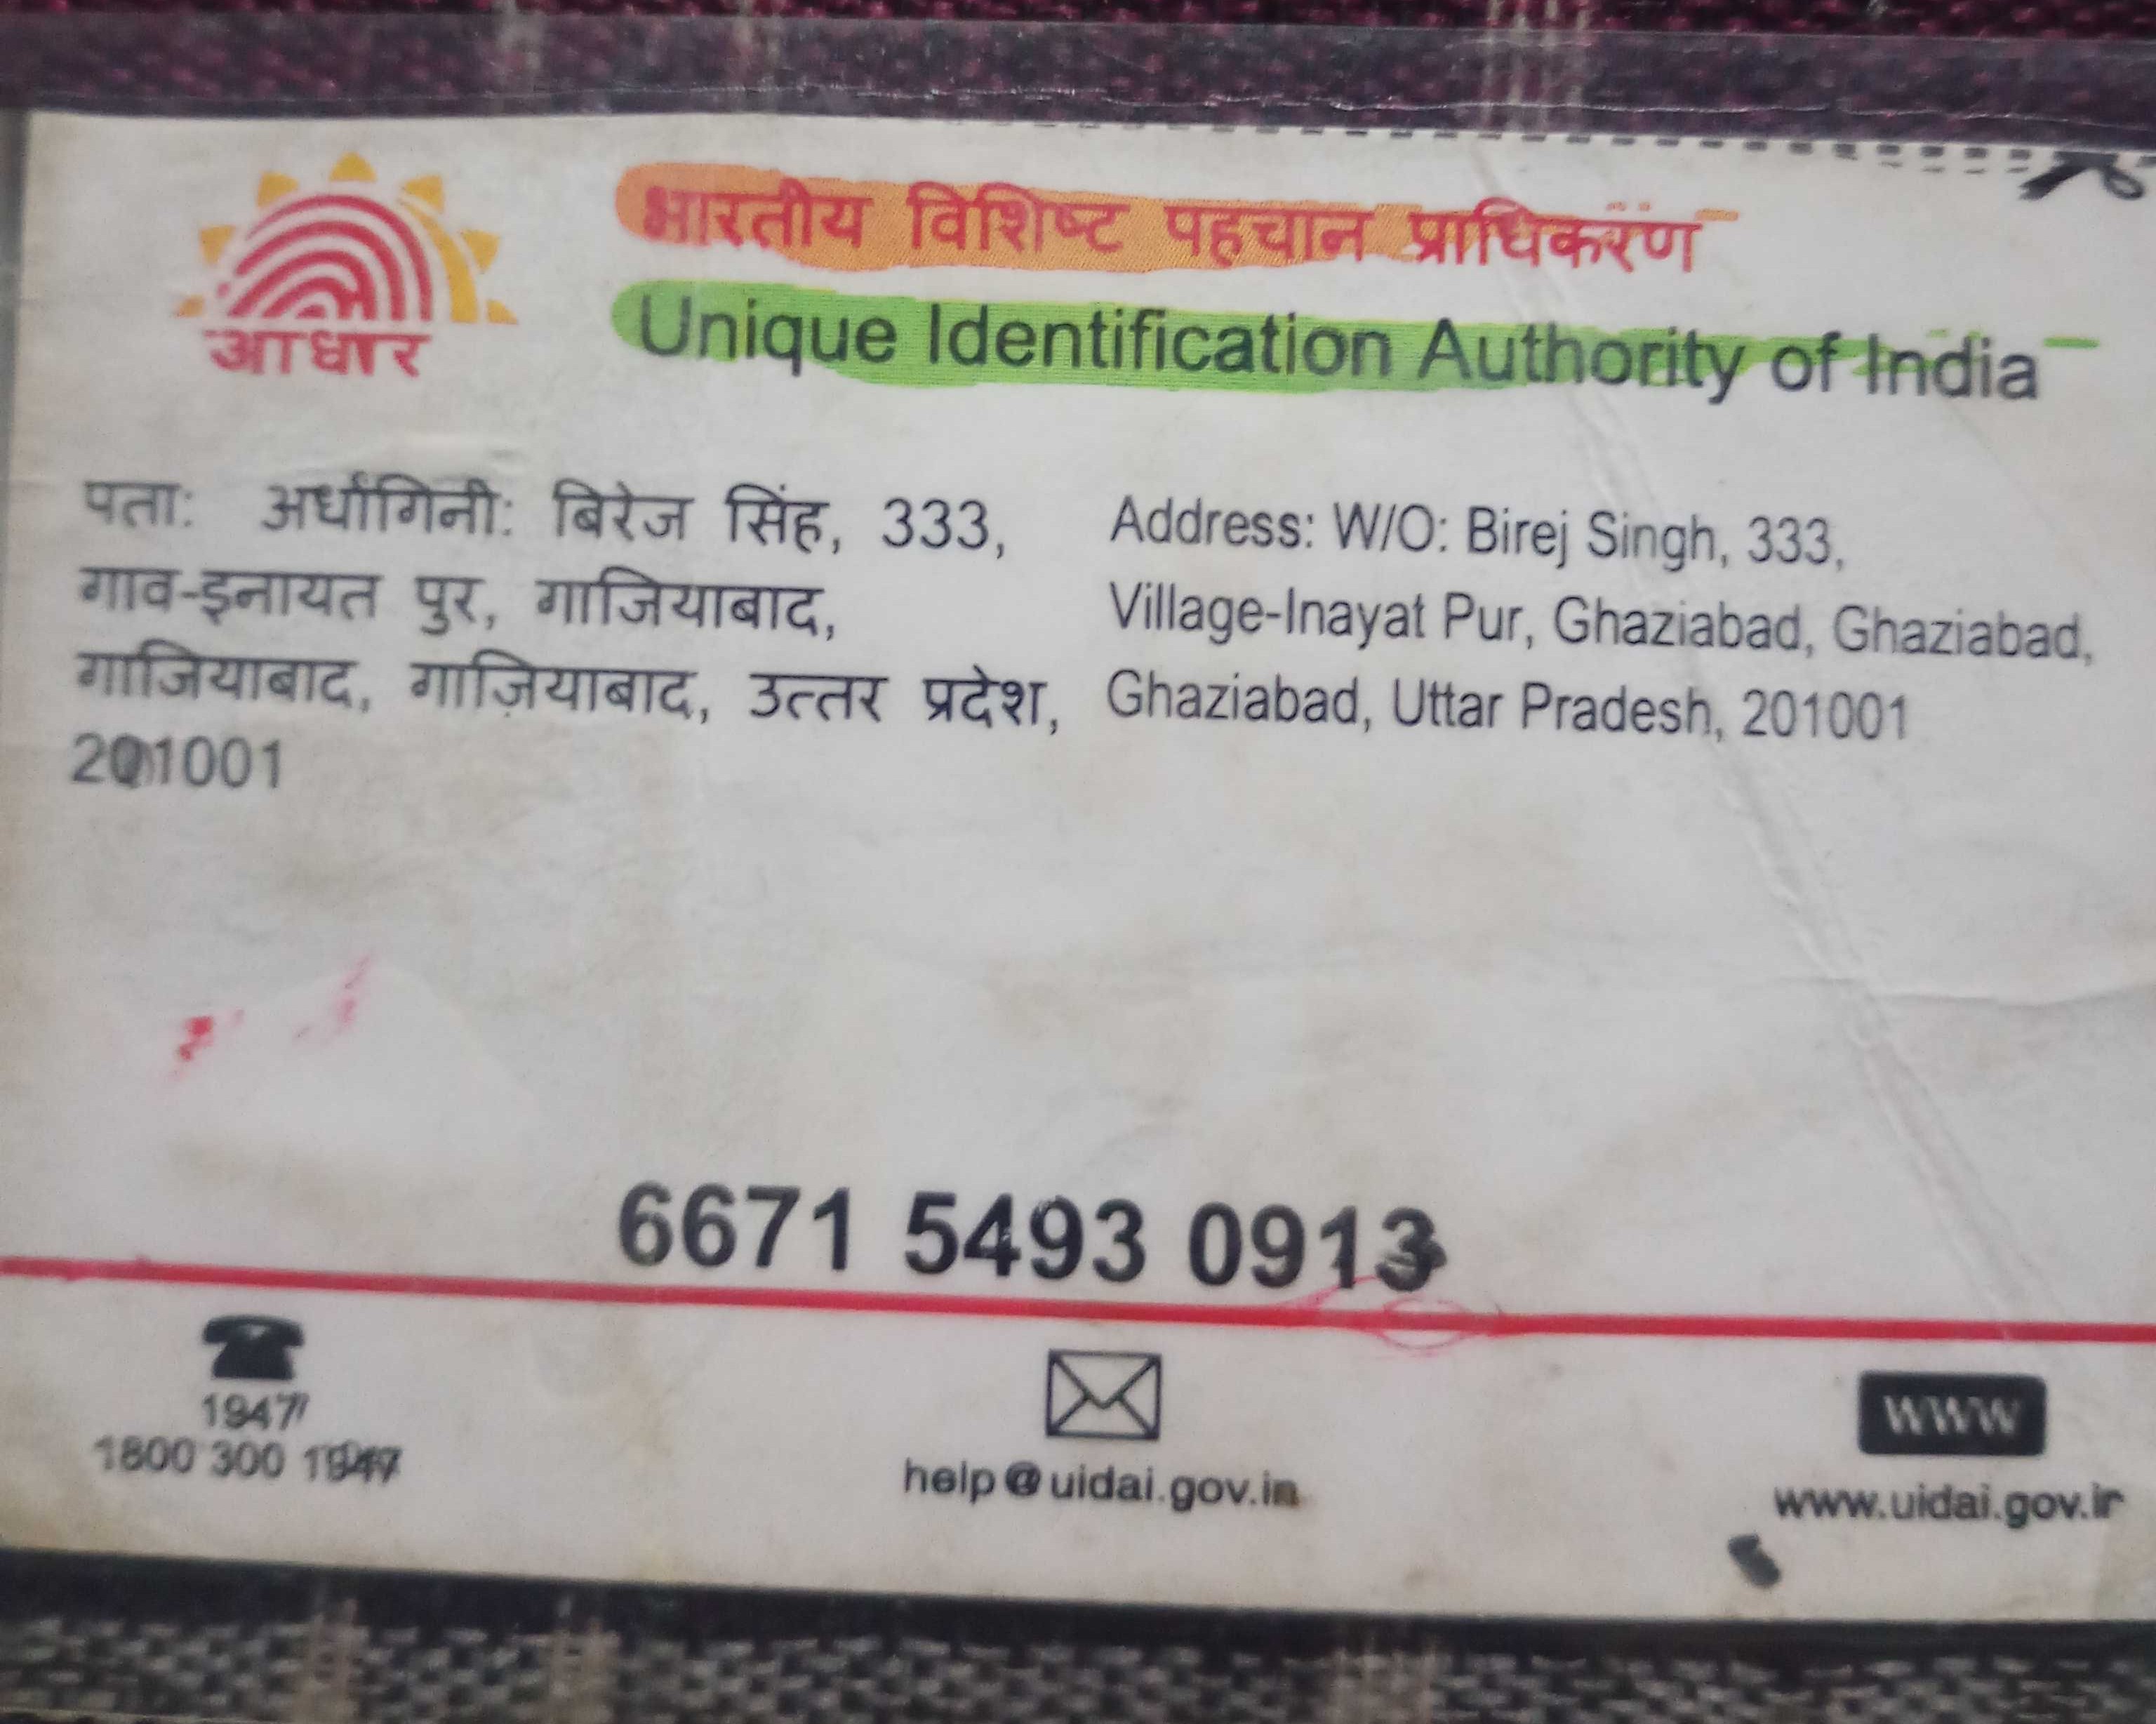 आधार
भारतीय विशिष्ट पहचान प्राधिकरण
Unique Identification Authority of India
पता: अर्धांगिनी: बिरेज सिंह, 333,
गाव-इनायत पुर, गाजियाबाद,
गाजियाबाद, गाज़ियाबाद, उत्तर प्रदेश,
201001
Address: W/O: Birej Singh, 333,
Village-Inayat Pur, Ghaziabad, Ghaziabad,
Ghaziabad, Uttar Pradesh, 201001
6671 5493 0913
1947
1800 300 1947
help@uidai.gov.in
www
www.uidai.gov.in